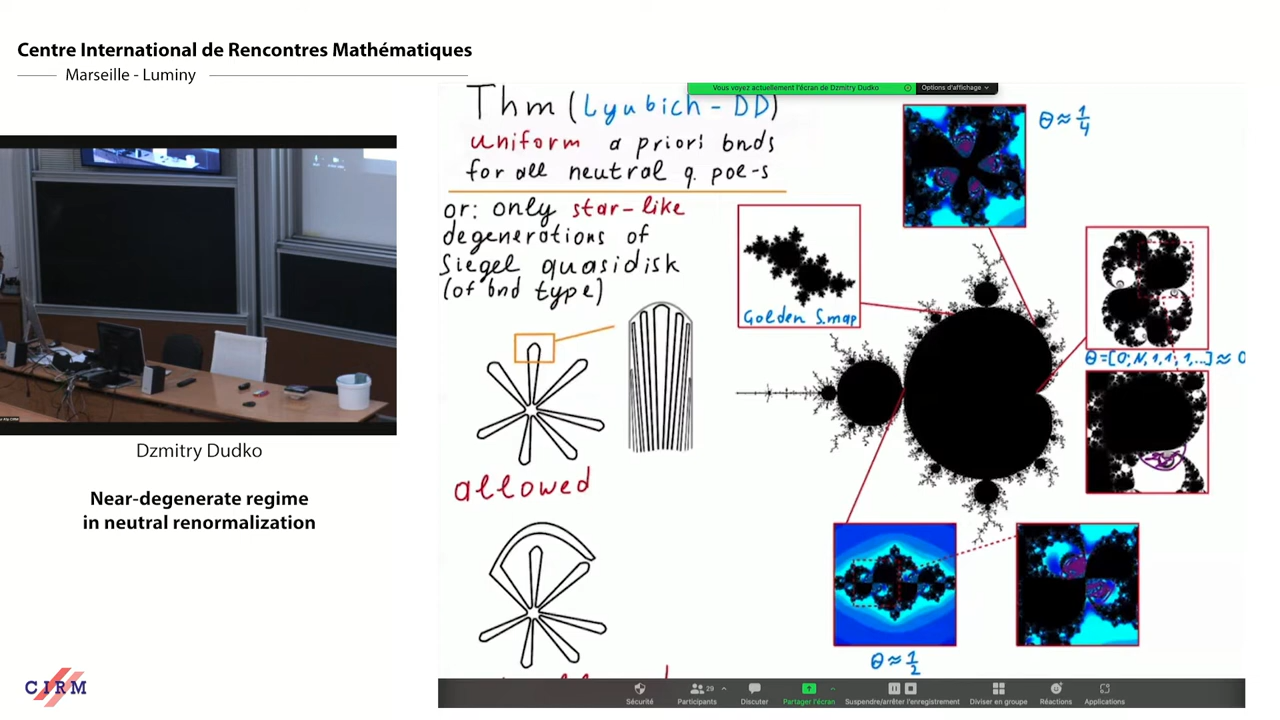 Centre International de Rencontres Mathématiques
Marseille - Luminy
Vous voyez actuellement l'écran de Dzmitry Dudko
Options d'affichage
Thm (Lyubich - DD)
uniform a priori bnds
for all neutral q. poe-s
or: only star-like
degenerations of
Siegel quasidisk
(of bnd type)
allowed
θ≈1/4
Golden S.map
θ=[0;N,1,1,1,...]≈0
θ≈1/2
Dzmitry Dudko
Near-degenerate regime
in neutral renormalization
CIRM
Sécurité
Participants
29
Discuter
Partager l'écran
Suspendre/arrêter l'enregistrement
Diviser en groupe
Réactions
Applications